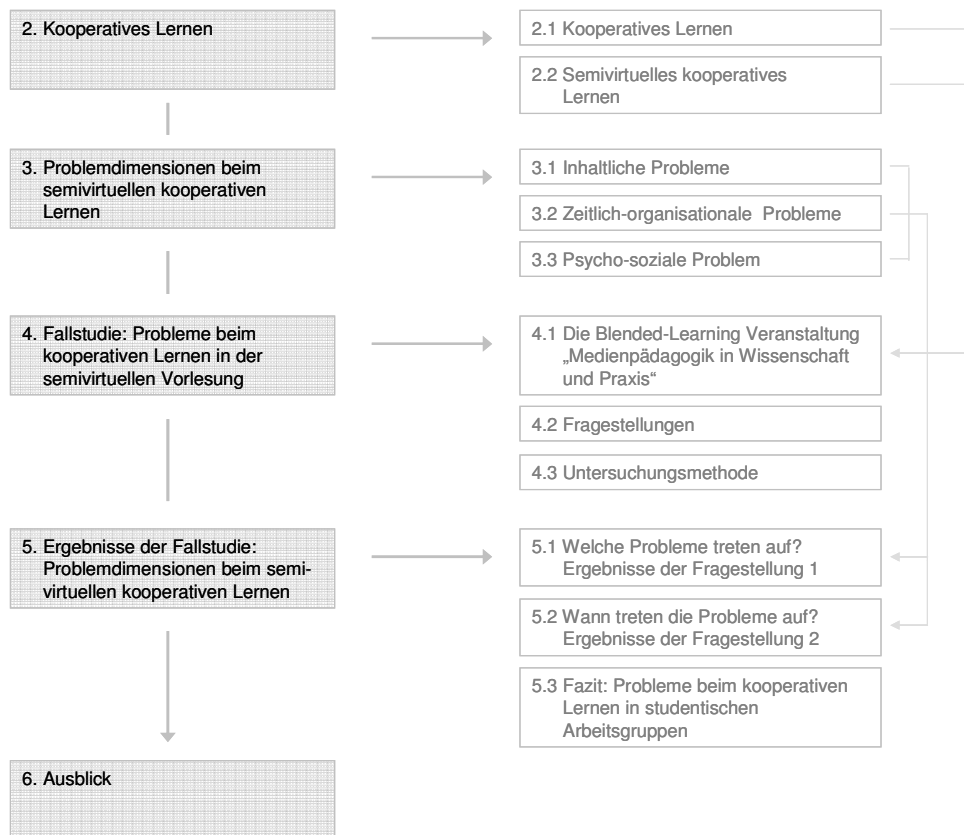 2. Kooperatives Lernen
2.1 Kooperatives Lernen
2.2 Semivirtuelles kooperatives
Lernen
3. Problemdimensionen beim
semivirtuellen kooperativen
Lernen
3.1 Inhaltliche Probleme
3.2 Zeitlich-organisationale Probleme
3.3 Psycho-soziale Problem
4. Fallstudie: Probleme beim
kooperativen Lernen in der
semivirtuellen Vorlesung
4.1 Die Blended-Learning Veranstaltung
„Medienpädagogik in Wissenschaft
und Praxis“
4.2 Fragestellungen
4.3 Untersuchungsmethode
5. Ergebnisse der Fallstudie:
Problemdimensionen beim semi-
virtuellen kooperativen Lernen
5.1 Welche Probleme treten auf?
Ergebnisse der Fragestellung 1
5.2 Wann treten die Probleme auf?
Ergebnisse der Fragestellung 2
5.3 Fazit: Probleme beim kooperativen
Lernen in studentischen
Arbeitsgruppen
6. Ausblick